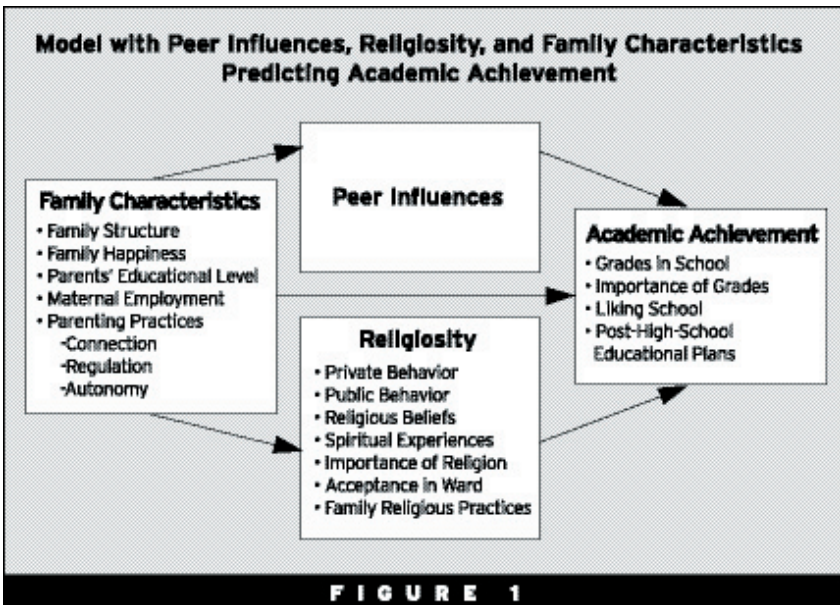 Model with Peer Influences, Religiosity, and Family Characteristics
Predicting Academic Achievement
Peer Influences
Family Characteristics
• Family Structure
• Family Happiness
• Parents' Educational Level
• Maternal Employment
• Parenting Practices
-Connection
-Regulation
-Autonomy
Religiosity
• Private Behavior
• Public Behavior
• Religious Beliefs
• Spiritual Experiences
• Importance of Religion
• Acceptance in Ward
• Family Religious Practices
Academic Achievement
• Grades in School
• Importance of Grades
• Liking School
• Post-High-School
Educational Plans
FIGURE 1